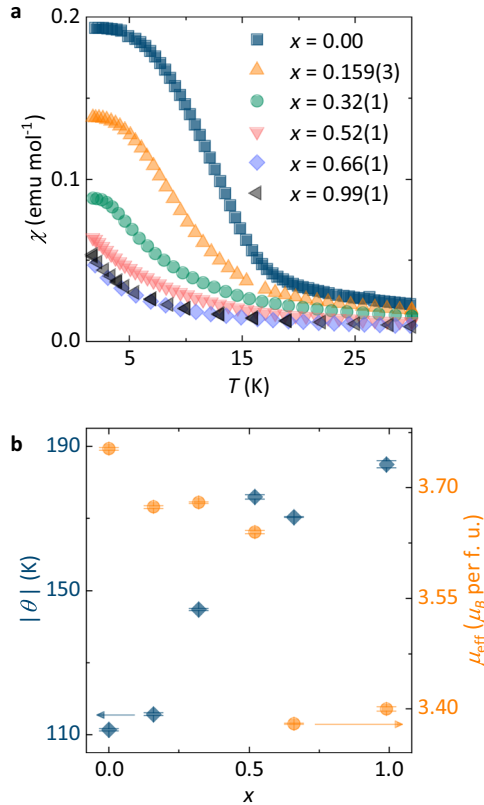 a
0.2
0.1
0.0
χ (emu mol⁻¹)
x = 0.00
x = 0.159(3)
x = 0.32(1)
x = 0.52(1)
x = 0.66(1)
x = 0.99(1)
5 15 25
T (K)
b
190
150
110
|θ| (K)
3.70
3.55
3.40
μeff (μB per f. u.)
0.0 0.5 1.0
x